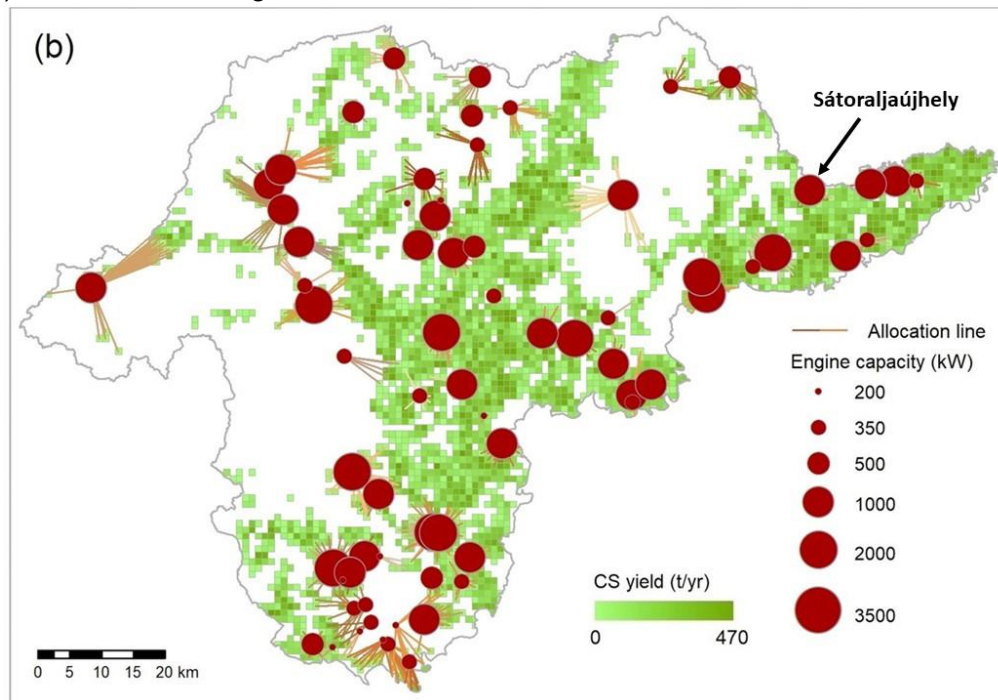 (b)
Sátoraljaújhely
Allocation line
Engine capacity (kW)
200
350
500
1000
2000
3500
CS yield (t/yr)
0 470
0 5 10 15 20 km